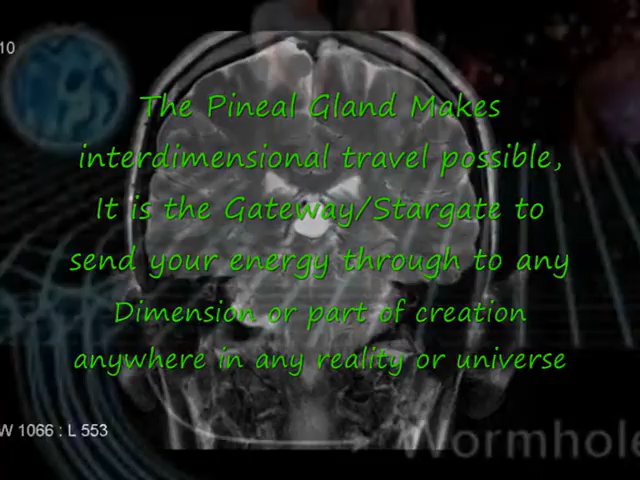 10
The Pineal Gland Makes
interdimensional travel possible,
It is the Gateway/Stargate to
send your energy through to any
Dimension or part of creation
anywhere in any reality or universe
W 1066 : L 553
Wormhole